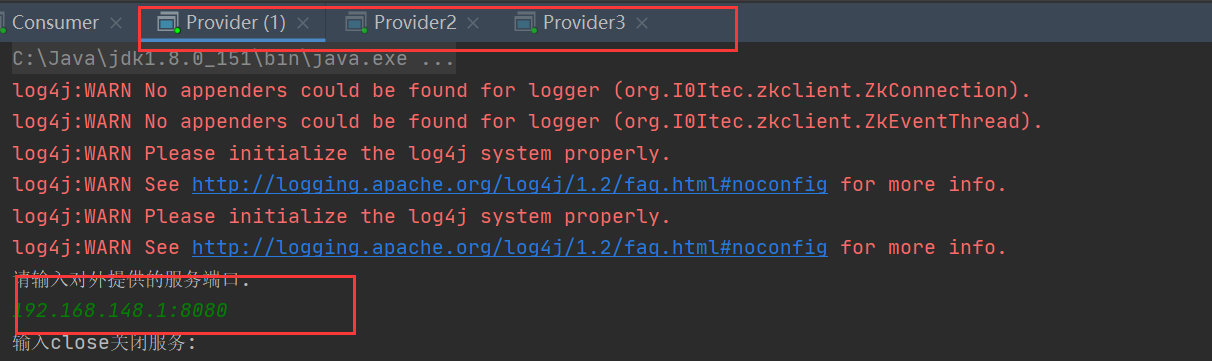 Consumer Provider (1) Provider2 Provider3
C:\Java\jdk1.8.0_151\bin\java.exe ...
log4j:WARN No appenders could be found for logger (org.I0Itec.zkclient.ZkConnection).
log4j:WARN No appenders could be found for logger (org.I0Itec.zkclient.ZkEventThread).
log4j:WARN Please initialize the log4j system properly.
log4j:WARN See http://logging.apache.org/log4j/1.2/faq.html#noconfig for more info.
log4j:WARN Please initialize the log4j system properly.
log4j:WARN See http://logging.apache.org/log4j/1.2/faq.html#noconfig for more info.
请输入对外提供的服务端口.
192.168.148.1:8080
输入close关闭服务: